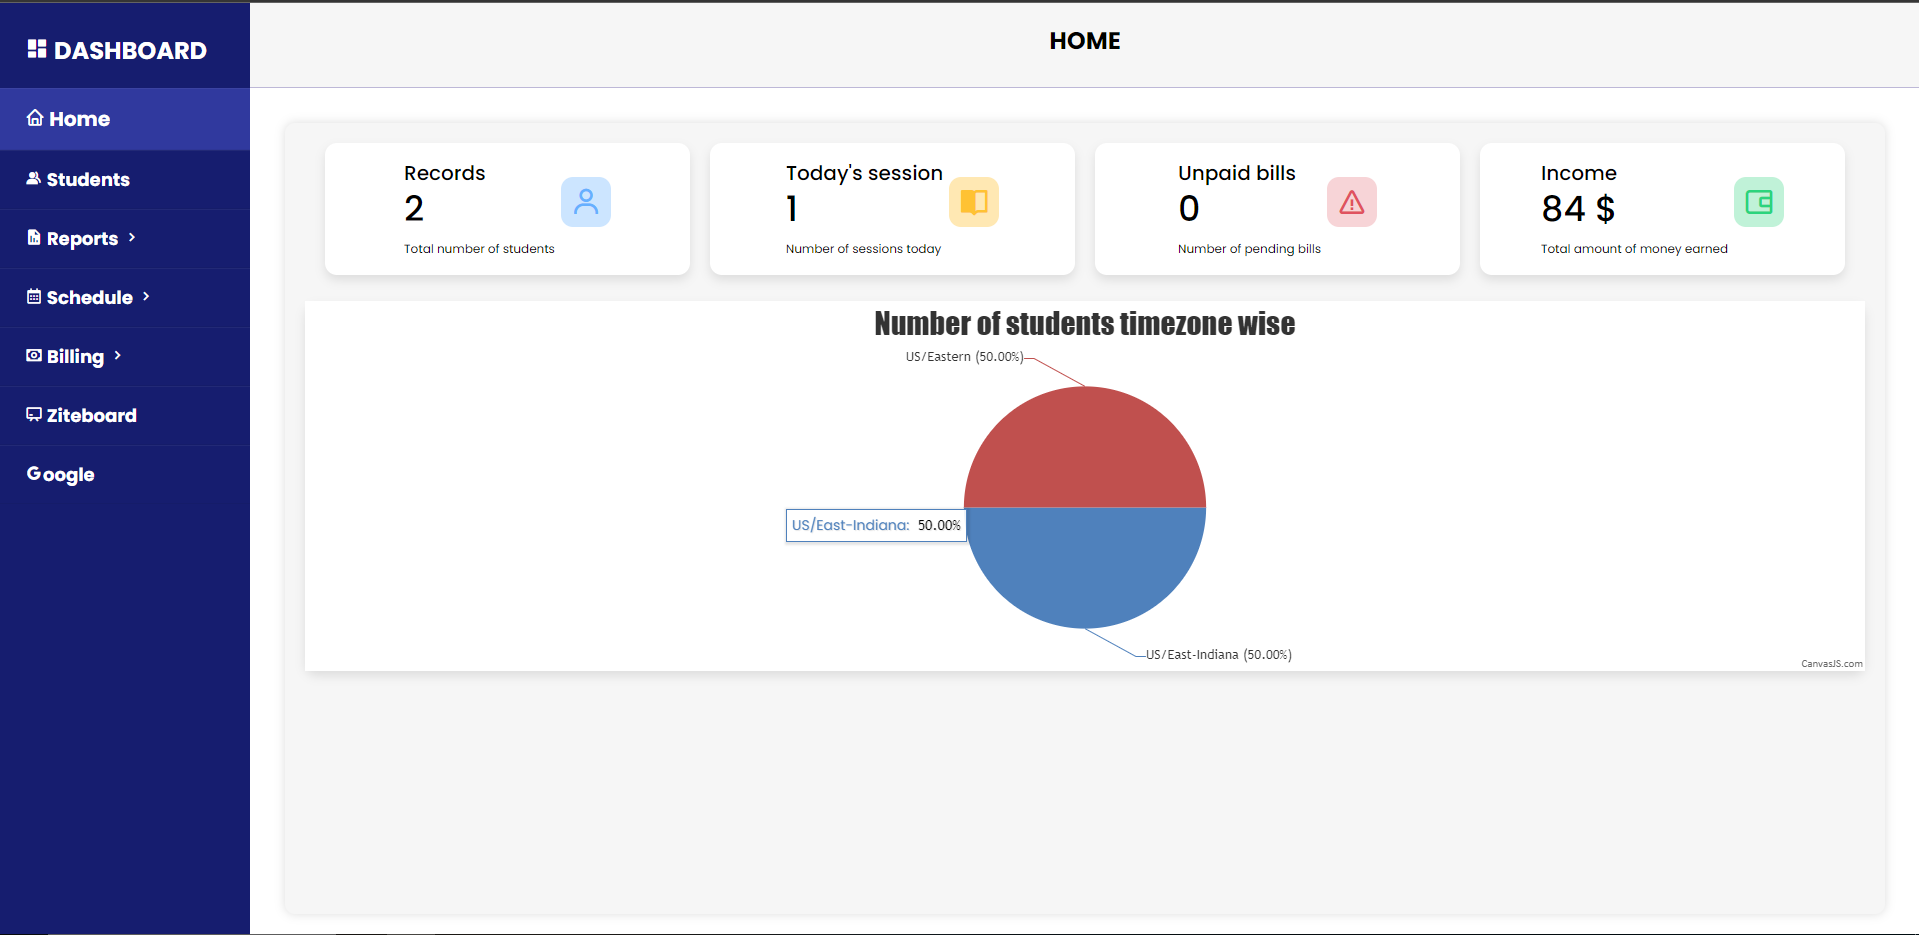 DASHBOARD
Home
Students
Reports
Schedule
Billing
Ziteboard
Google
HOME
Records
2
Total number of students
Today's session
1
Number of sessions today
Unpaid bills
0
Number of pending bills
Income
84 $
Total amount of money earned
Number of students timezone wise
US/Eastern (50.00%)
US/East-Indiana: 50.00%
US/East-Indiana (50.00%)
CanvasJS.com